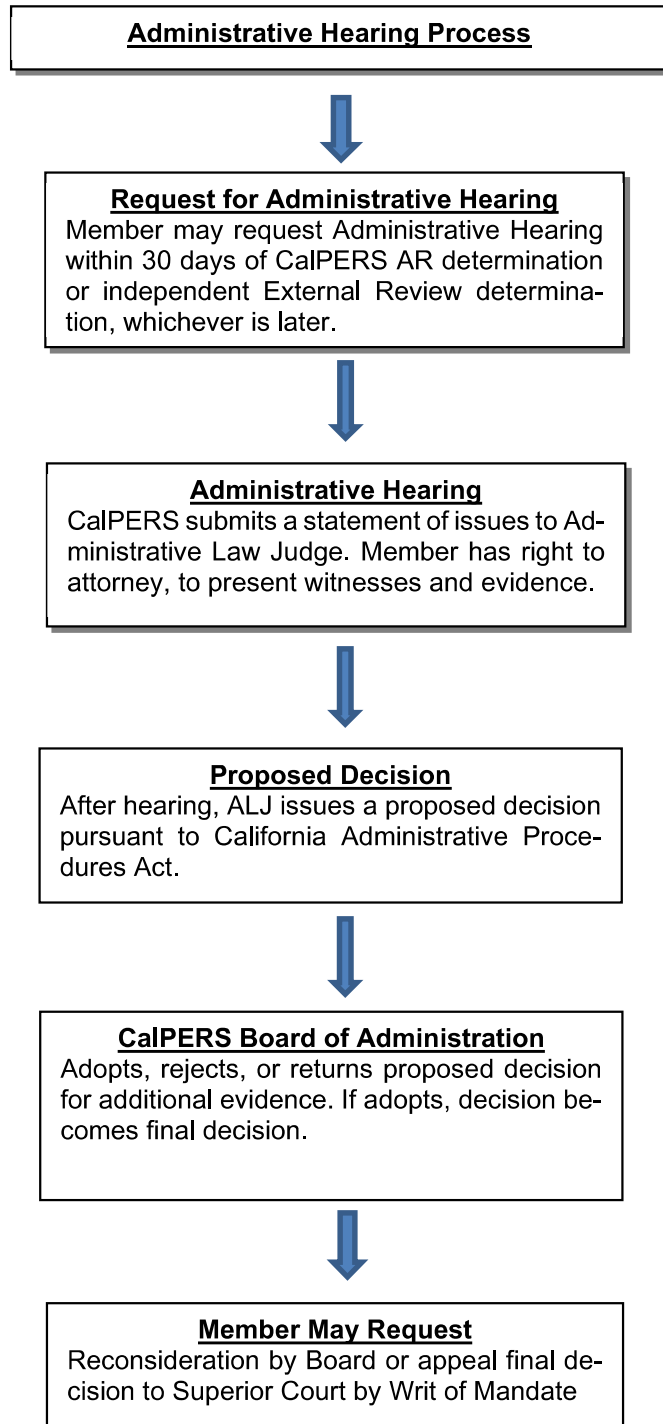 Administrative Hearing Process
Request for Administrative Hearing
Member may request Administrative Hearing
within 30 days of CalPERS AR determination
or independent External Review determina-
tion, whichever is later.
Administrative Hearing
CalPERS submits a statement of issues to Ad-
ministrative Law Judge. Member has right to
attorney, to present witnesses and evidence.
Proposed Decision
After hearing, ALJ issues a proposed decision
pursuant to California Administrative Proce-
dures Act.
CalPERS Board of Administration
Adopts, rejects, or returns proposed decision
for additional evidence. If adopts, decision be-
comes final decision.
Member May Request
Reconsideration by Board or appeal final de-
cision to Superior Court by Writ of Mandate